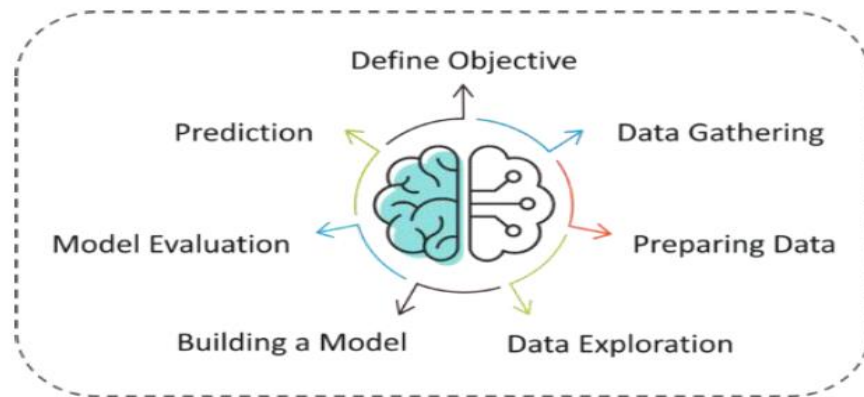 Define Objective
Data Gathering
Preparing Data
Data Exploration
Building a Model
Model Evaluation
Prediction